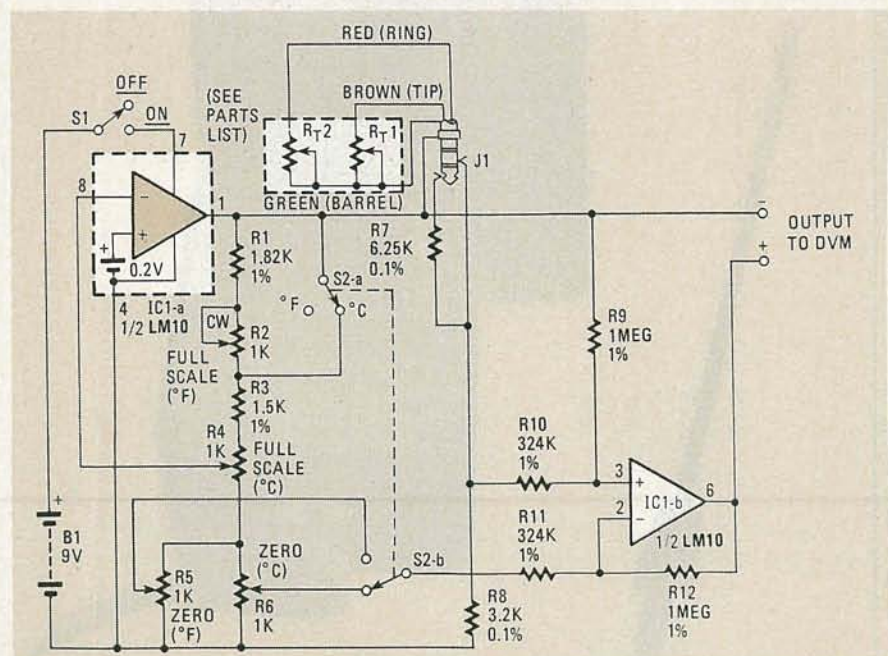 RED (RING)
OFF
S1
ON
(SEE
PARTS
LIST)
BROWN (TIP)
RT2
RT1
J1
GREEN (BARREL)
7
8
−
+
1
+
0.2V
4
IC1-a
1/2 LM10
R1
1.82K
1%
S2-a
°F
°C
R7
6.25K
0.1%
−
OUTPUT
TO DVM
+
CW
R2
1K
FULL
SCALE
(°F)
R9
1MEG
1%
R3
1.5K
1%
R4
1K
FULL
SCALE
(°C)
R10
324K
1%
3
+
IC1-b
6
2
−
1/2 LM10
R11
324K
1%
R12
1MEG
1%
+
B1
9V
R5
1K
ZERO
(°F)
ZERO
(°C)
R6
1K
S2-b
R8
3.2K
0.1%